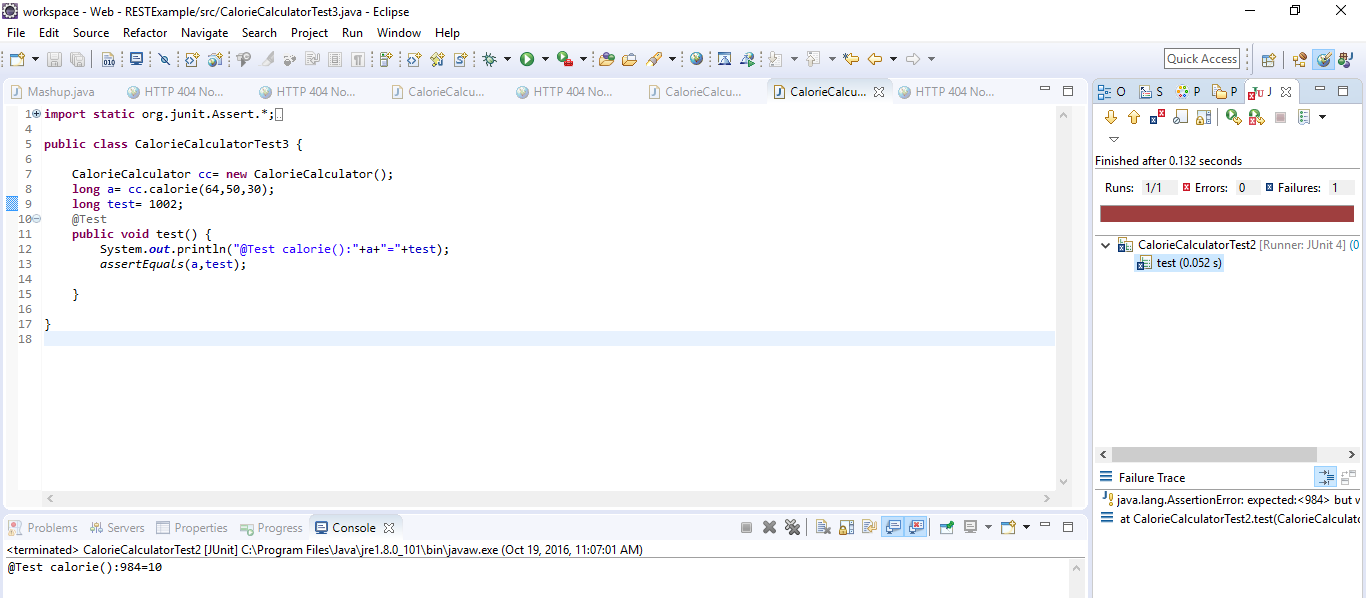 workspace - Web - RESTExample/src/CalorieCalculatorTest3.java - Eclipse
File Edit Source Refactor Navigate Search Project Run Window Help
Quick Access
Mashup.java HTTP 404 No... HTTP 404 No... CalorieCalcu... HTTP 404 No... CalorieCalcu... CalorieCalcu... HTTP 404 No... O S P P J
1 import static org.junit.Assert.*;
4
5 public class CalorieCalculatorTest3 {
6
7 CalorieCalculator cc= new CalorieCalculator();
8 long a= cc.calorie(64,50,30);
9 long test= 1002;
10 @Test
11 public void test() {
12 System.out.println("@Test calorie():"+a+"="+test);
13 assertEquals(a,test);
14
15 }
16
17 }
18
Finished after 0.132 seconds
Runs: 1/1 Errors: 0 Failures: 1
CalorieCalculatorTest2 [Runner: JUnit 4] (0
test (0.052 s)
Failure Trace
java.lang.AssertionError: expected:<984> but w
at CalorieCalculatorTest2.test(CalorieCalculato
Problems Servers Properties Progress Console
<terminated> CalorieCalculatorTest2 [JUnit] C:\Program Files\Java\jre1.8.0_101\bin\javaw.exe (Oct 19, 2016, 11:07:01 AM)
@Test calorie():984=10